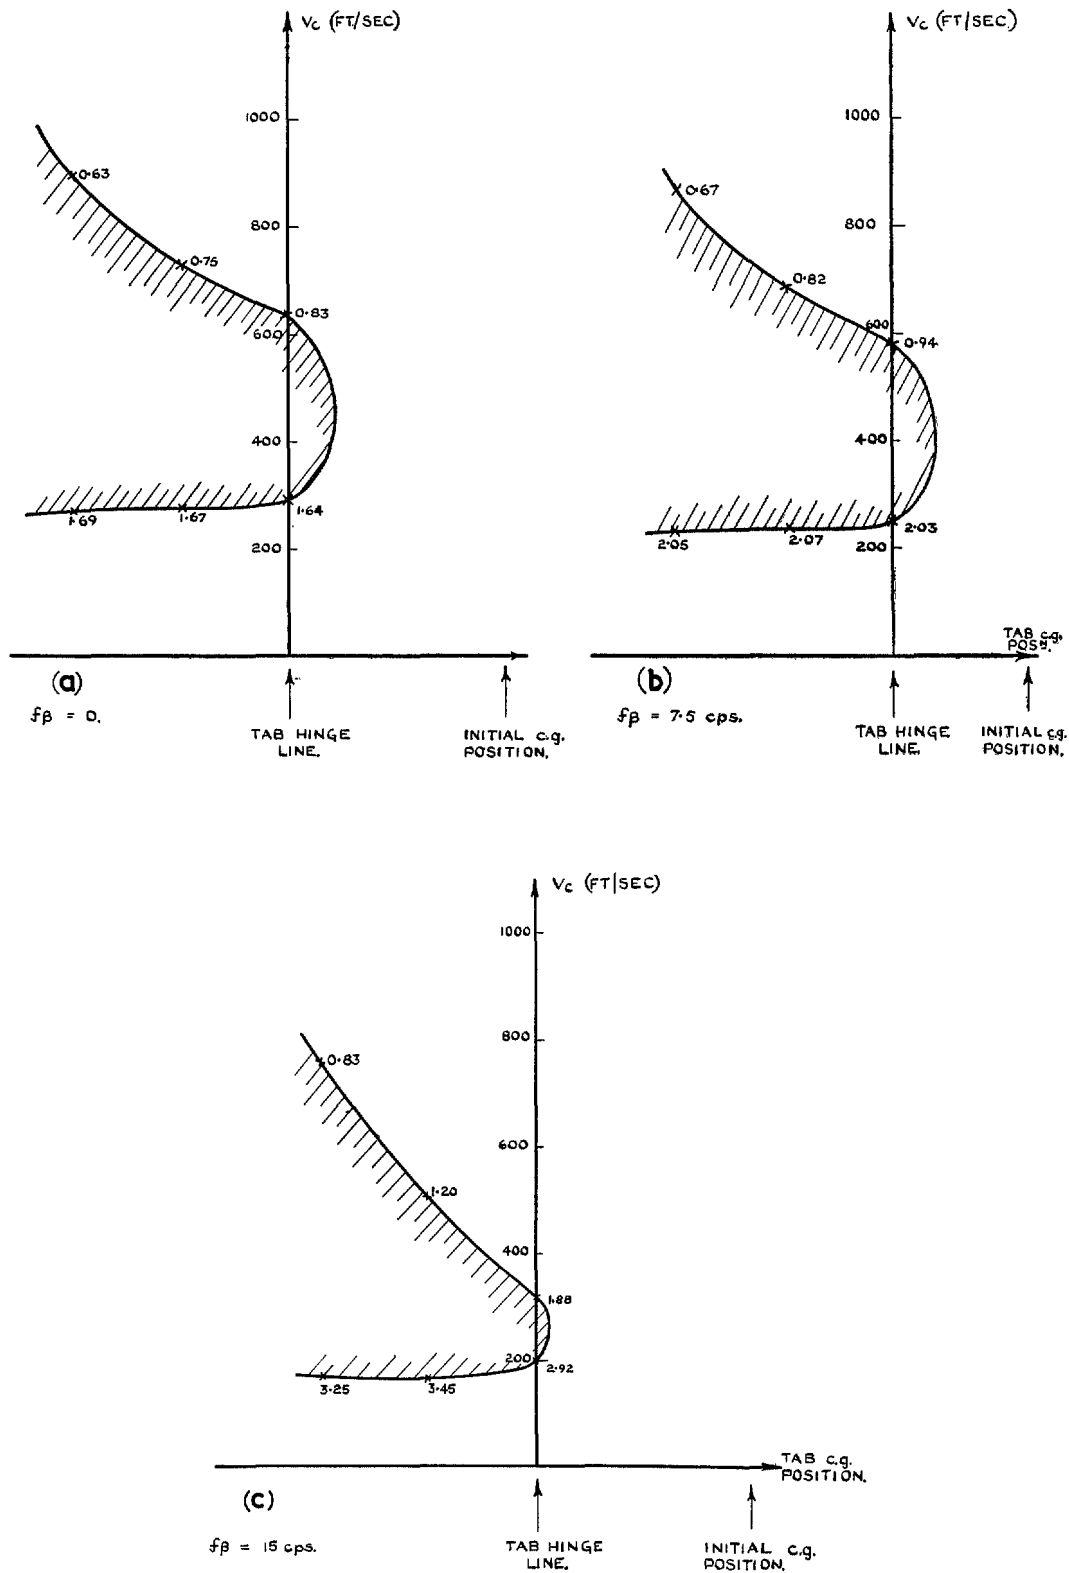 Vc (FT/SEC)
1000
0·63
800
0·75
0·83
600
400
1·69
1·67
1·64
200
(a)
fβ = 0.
TAB HINGE
LINE.
INITIAL c.g.
POSITION.
Vc (FT/SEC)
1000
0·67
800
0·82
600
0·94
400
2·05
2·07
2·03
200
TAB c.g.
POSN.
(b)
fβ = 7·5 cps.
TAB HINGE
LINE.
INITIAL c.g.
POSITION.
Vc (FT/SEC)
1000
800
0·83
600
1·20
400
1·88
200
2·92
3·25
3·45
TAB c.g.
POSITION.
(c)
fβ = 15 cps.
TAB HINGE
LINE.
INITIAL c.g.
POSITION.